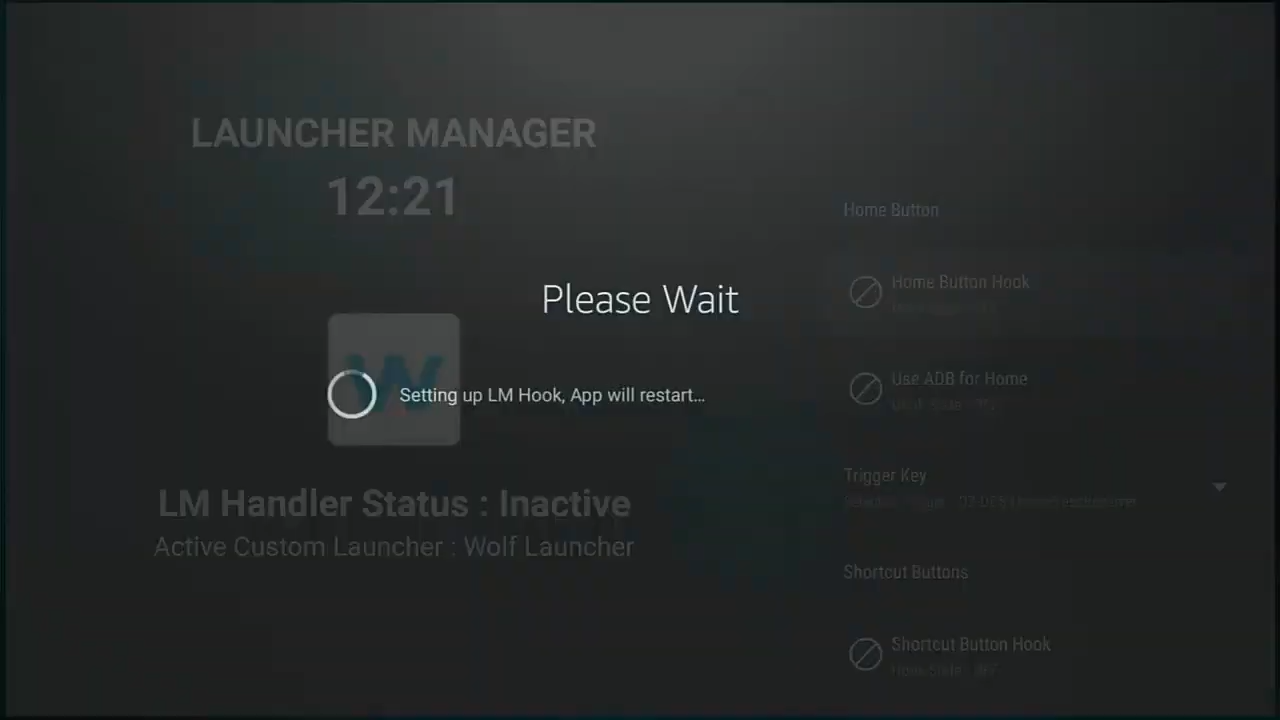 LAUNCHER MANAGER
12:21
Home Button
Please Wait
Home Button Hook
Use ADB for Home
Setting up LM Hook, App will restart...
Trigger Key
LM Handler Status : Inactive
Active Custom Launcher : Wolf Launcher
Shortcut Buttons
Shortcut Button Hook